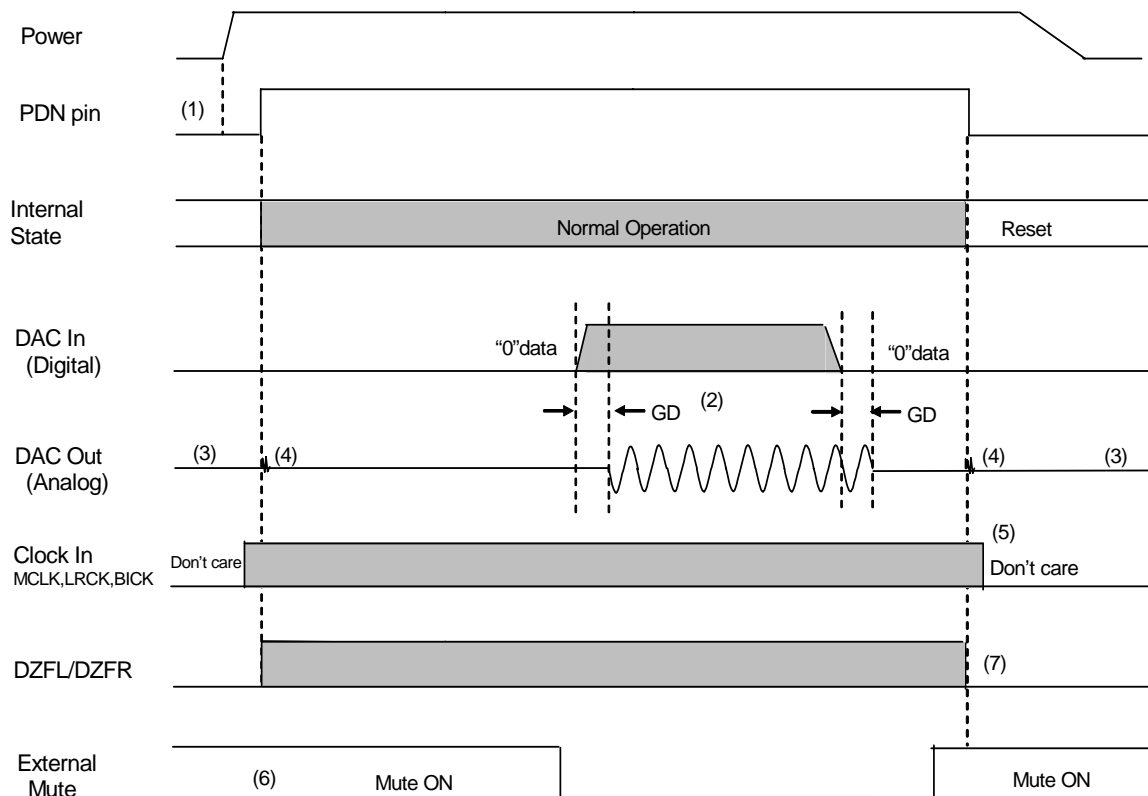 Power
PDN pin
(1)
Internal
State
Normal Operation
Reset
DAC In
(Digital)
“0”data
“0”data
GD
(2)
GD
DAC Out
(Analog)
(3)
(4)
(4)
(3)
Clock In
MCLK,LRCK,BICK
Don’t care
(5)
Don’t care
DZFL/DZFR
(7)
External
Mute
(6)
Mute ON
Mute ON